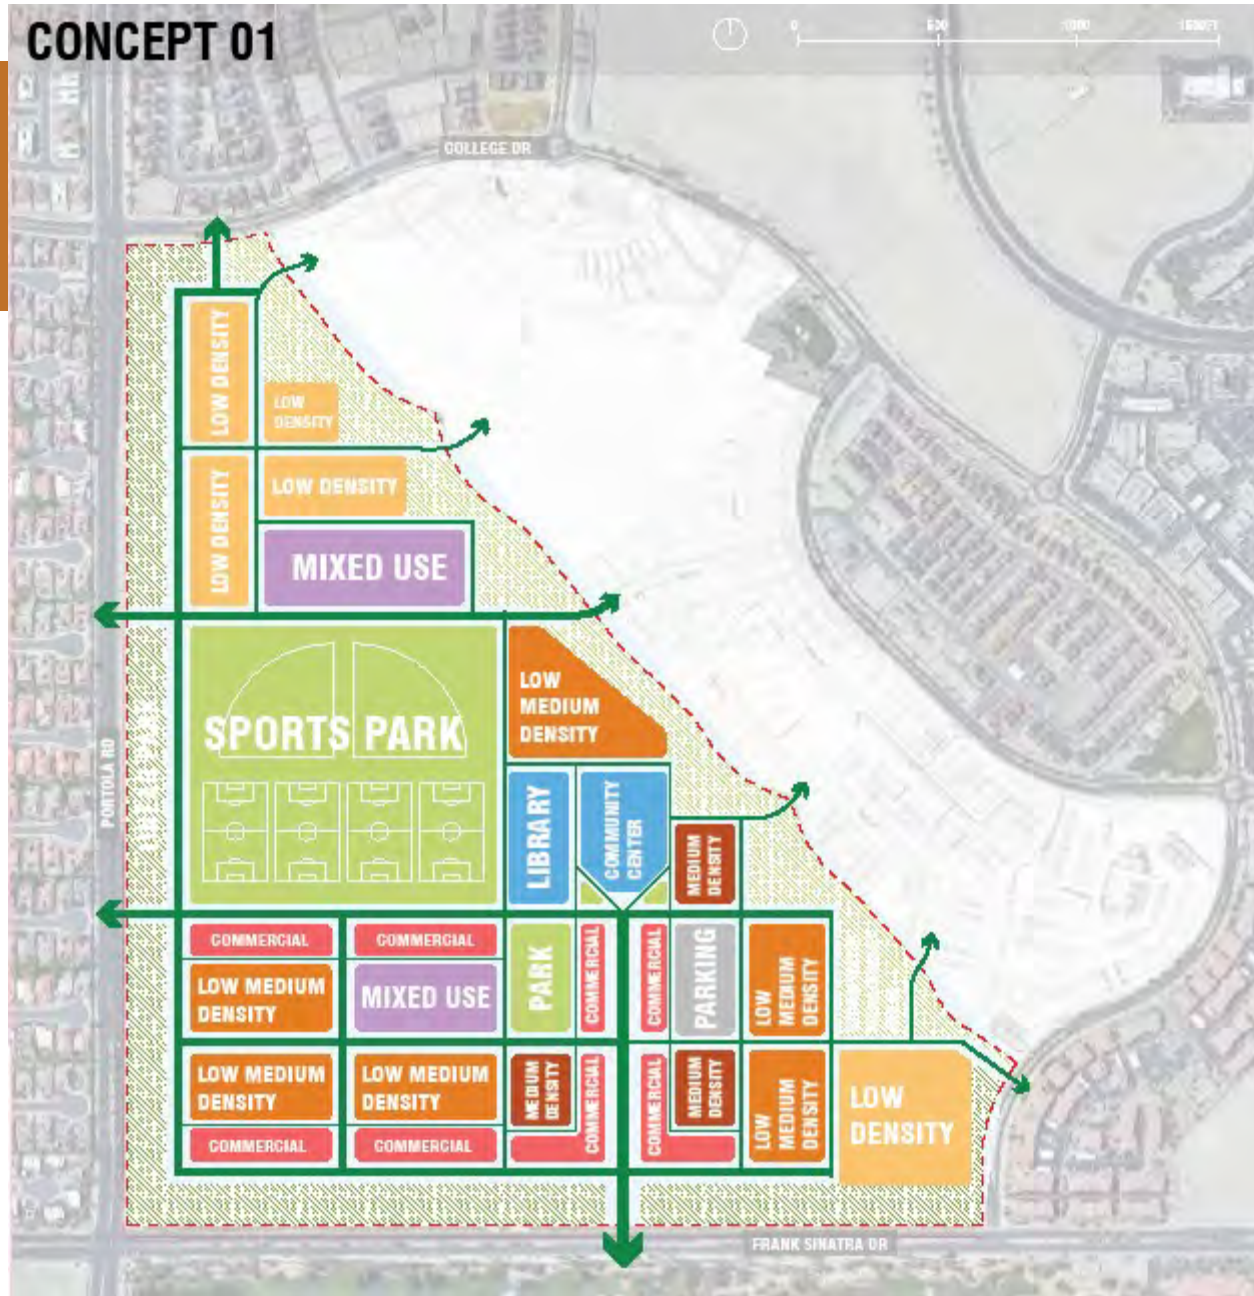 CONCEPT 01
0
500
1000
1500FT
COLLEGE DR
LOW DENSITY
LOW
DENSITY
LOW DENSITY
LOW DENSITY
MIXED USE
SPORTS PARK
LOW
MEDIUM
DENSITY
PORTOLA RD
LIBRARY
COMMUNITY
CENTER
MEDIUM
DENSITY
COMMERCIAL
COMMERCIAL
PARK
COMMERCIAL
COMMERCIAL
PARKING
LOW
MEDIUM
DENSITY
LOW MEDIUM
DENSITY
MIXED USE
LOW MEDIUM
DENSITY
LOW MEDIUM
DENSITY
MEDIUM
DENSITY
COMMERCIAL
COMMERCIAL
MEDIUM
DENSITY
LOW
MEDIUM
DENSITY
LOW
DENSITY
COMMERCIAL
COMMERCIAL
FRANK SINATRA DR